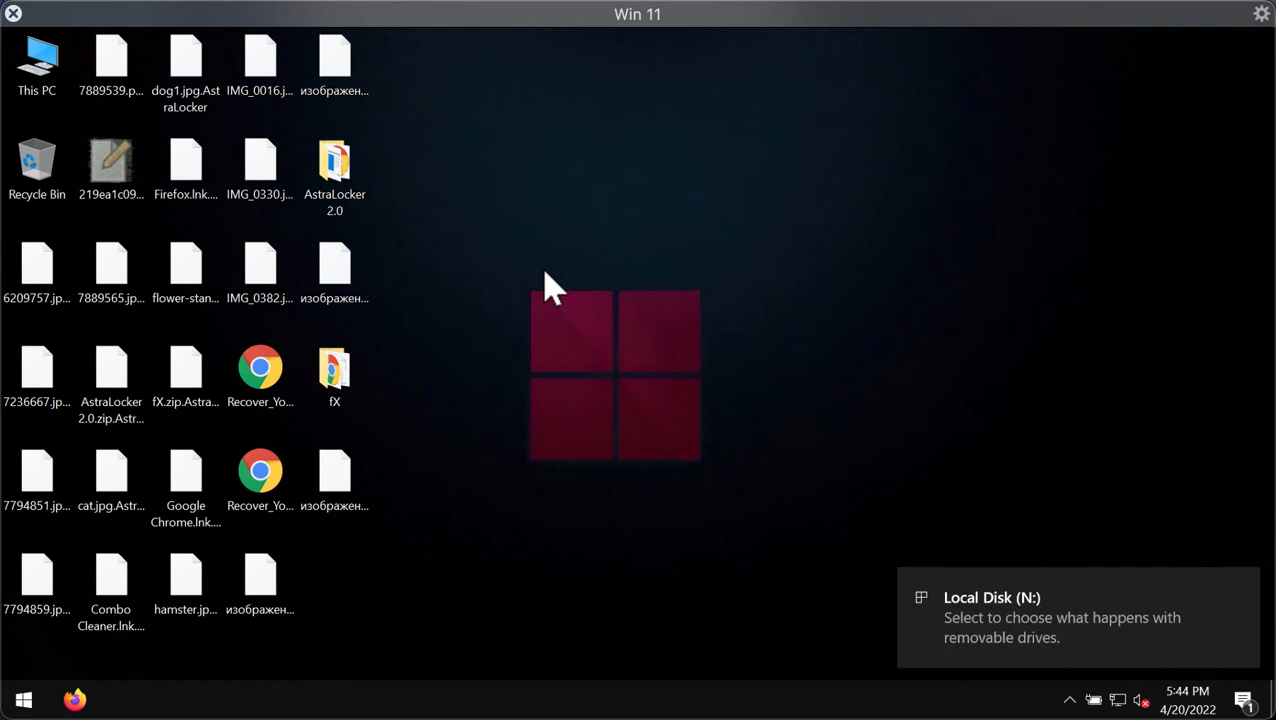 Win 11
This PC
7889539.p...
dog1.jpg.Ast
raLocker
IMG_0016.j...
изображен...
Recycle Bin
219ea1c09...
Firefox.lnk....
IMG_0330.j...
AstraLocker
2.0
6209757.jp...
7889565.jp...
flower-stan...
IMG_0382.j...
изображен...
7236667.jp...
AstraLocker
2.0.zip.Astr...
fX.zip.Astra...
Recover_Yo...
fX
7794851.jp...
cat.jpg.Astr...
Google
Chrome.lnk....
Recover_Yo...
изображен...
7794859.jp...
Combo
Cleaner.lnk....
hamster.jp...
изображен...
Local Disk (N:)
Select to choose what happens with
removable drives.
5:44 PM
4/20/2022
1